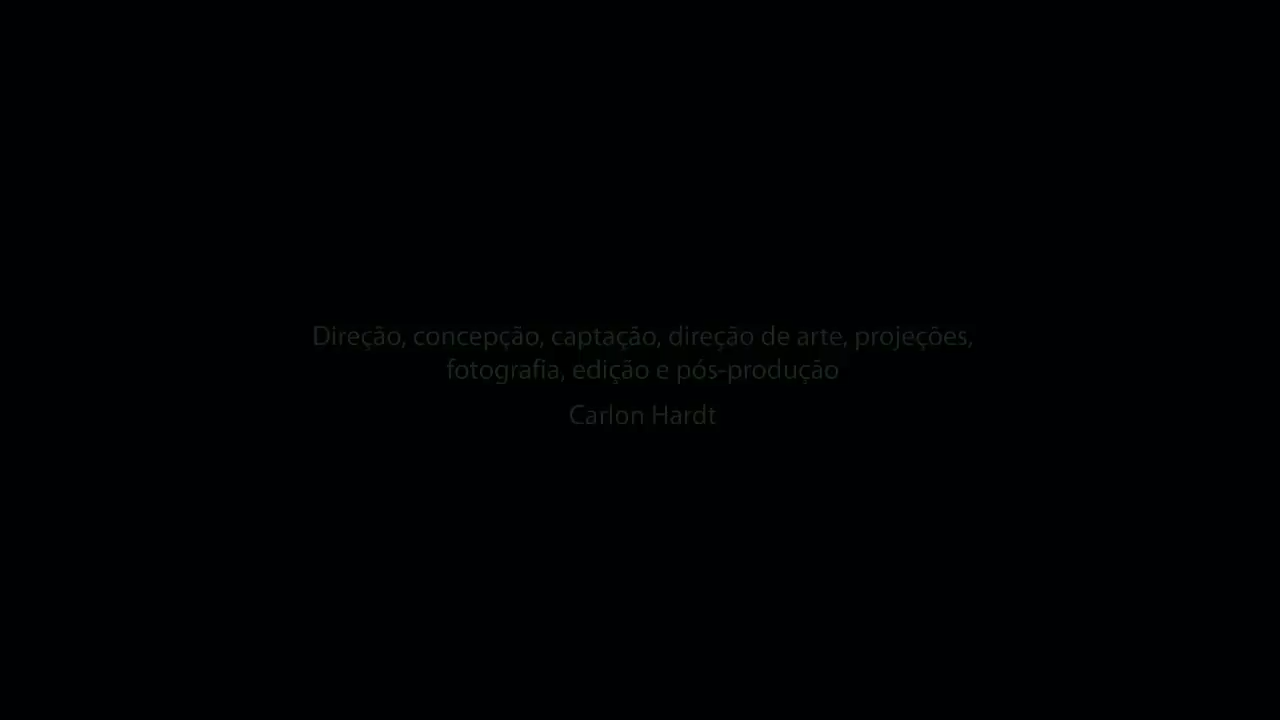 Direção, concepção, captação, direção de arte, projeções,
fotografia, edição e pós-produção
Carlon Hardt